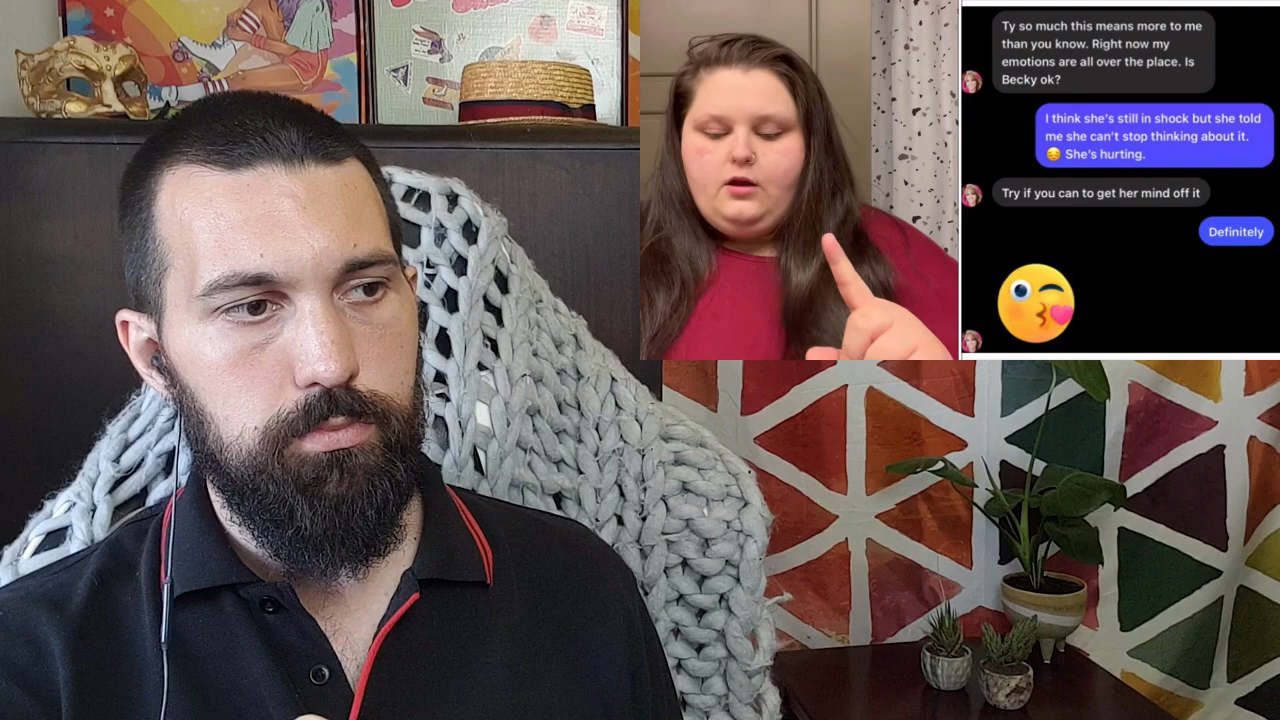 Ty so much this means more to me
than you know. Right now my
emotions are all over the place. Is
Becky ok?
I think she's still in shock but she told
me she can't stop thinking about it.
😔 She's hurting.
Try if you can to get her mind off it
Definitely